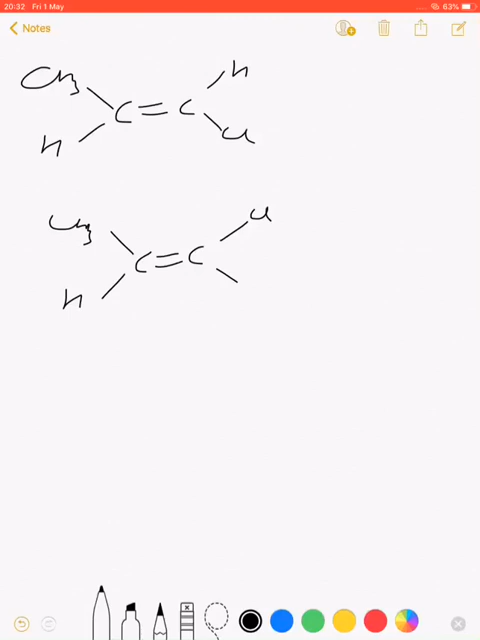 20:32 Fri 1 May
63%
Notes
CH3 H
C=C
H Cl
CH3 Cl
C=C
H